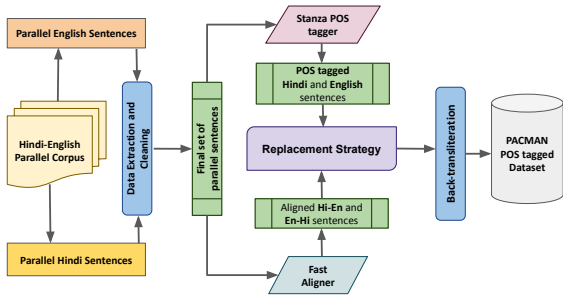 Parallel English Sentences
Hindi-English
Parallel Corpus
Parallel Hindi Sentences
Data Extraction and
Cleaning
Final set of
parallel sentences
Stanza POS
tagger
POS tagged
Hindi and English
sentences
Replacement Strategy
Aligned Hi-En and
En-Hi sentences
Fast
Aligner
Back-transliteration
PACMAN
POS tagged
Dataset